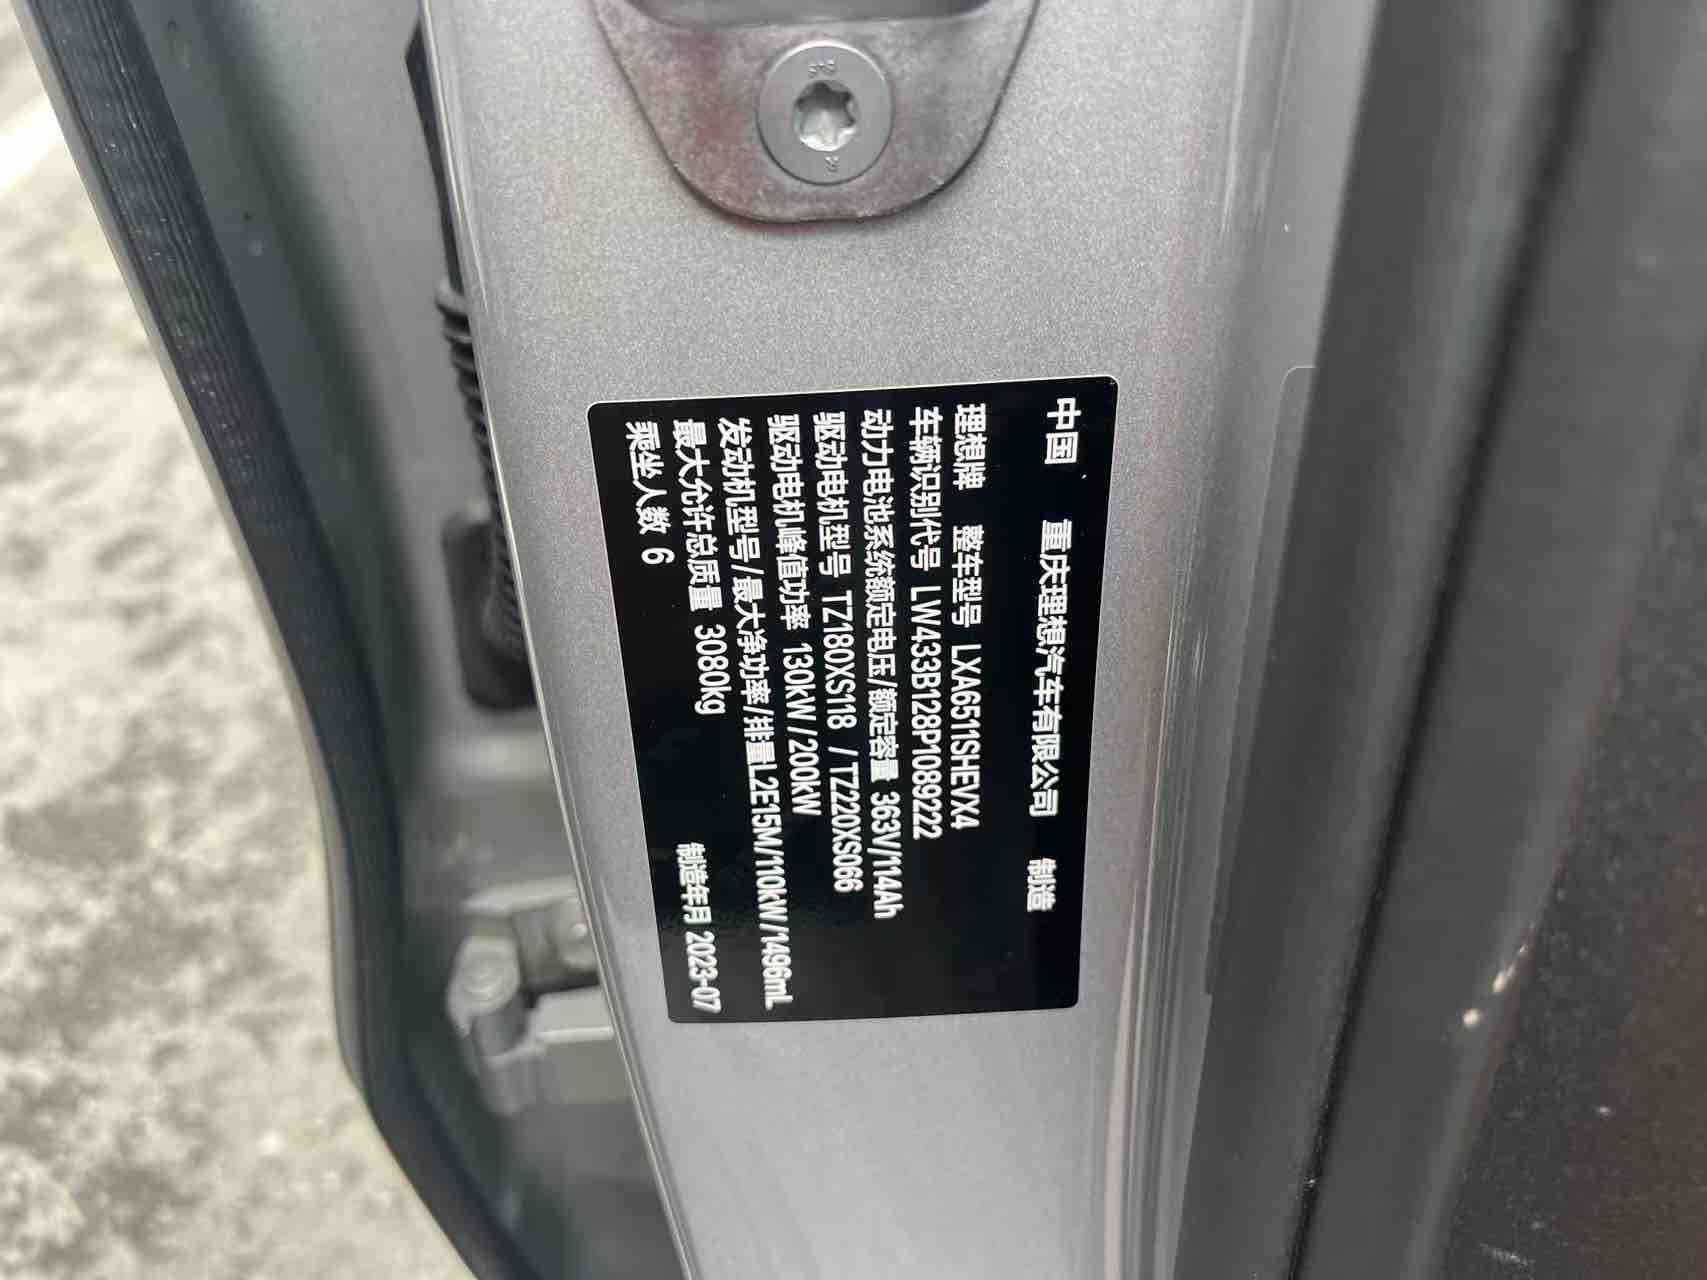 中国 重庆理想汽车有限公司 制造
理想牌 整车型号 LXA6511SHEVX4
车辆识别代号 LW433B128P1089222
动力电池系统额定电压/额定容量 363V/114Ah
驱动电机型号 TZ180XS118 /TZ220XS066
驱动电机峰值功率 130kW/200kW
发动机型号/最大净功率/排量L2E15M/110kW/1496mL
最大允许总质量 3080kg
乘坐人数 6 制造年月 2023-07